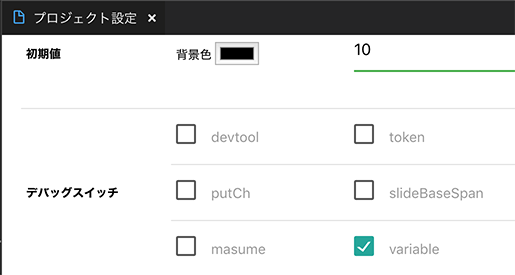 プロジェクト設定 ×
初期値 背景色 10
devtool token
デバッグスイッチ putCh slideBaseSpan
masume variable